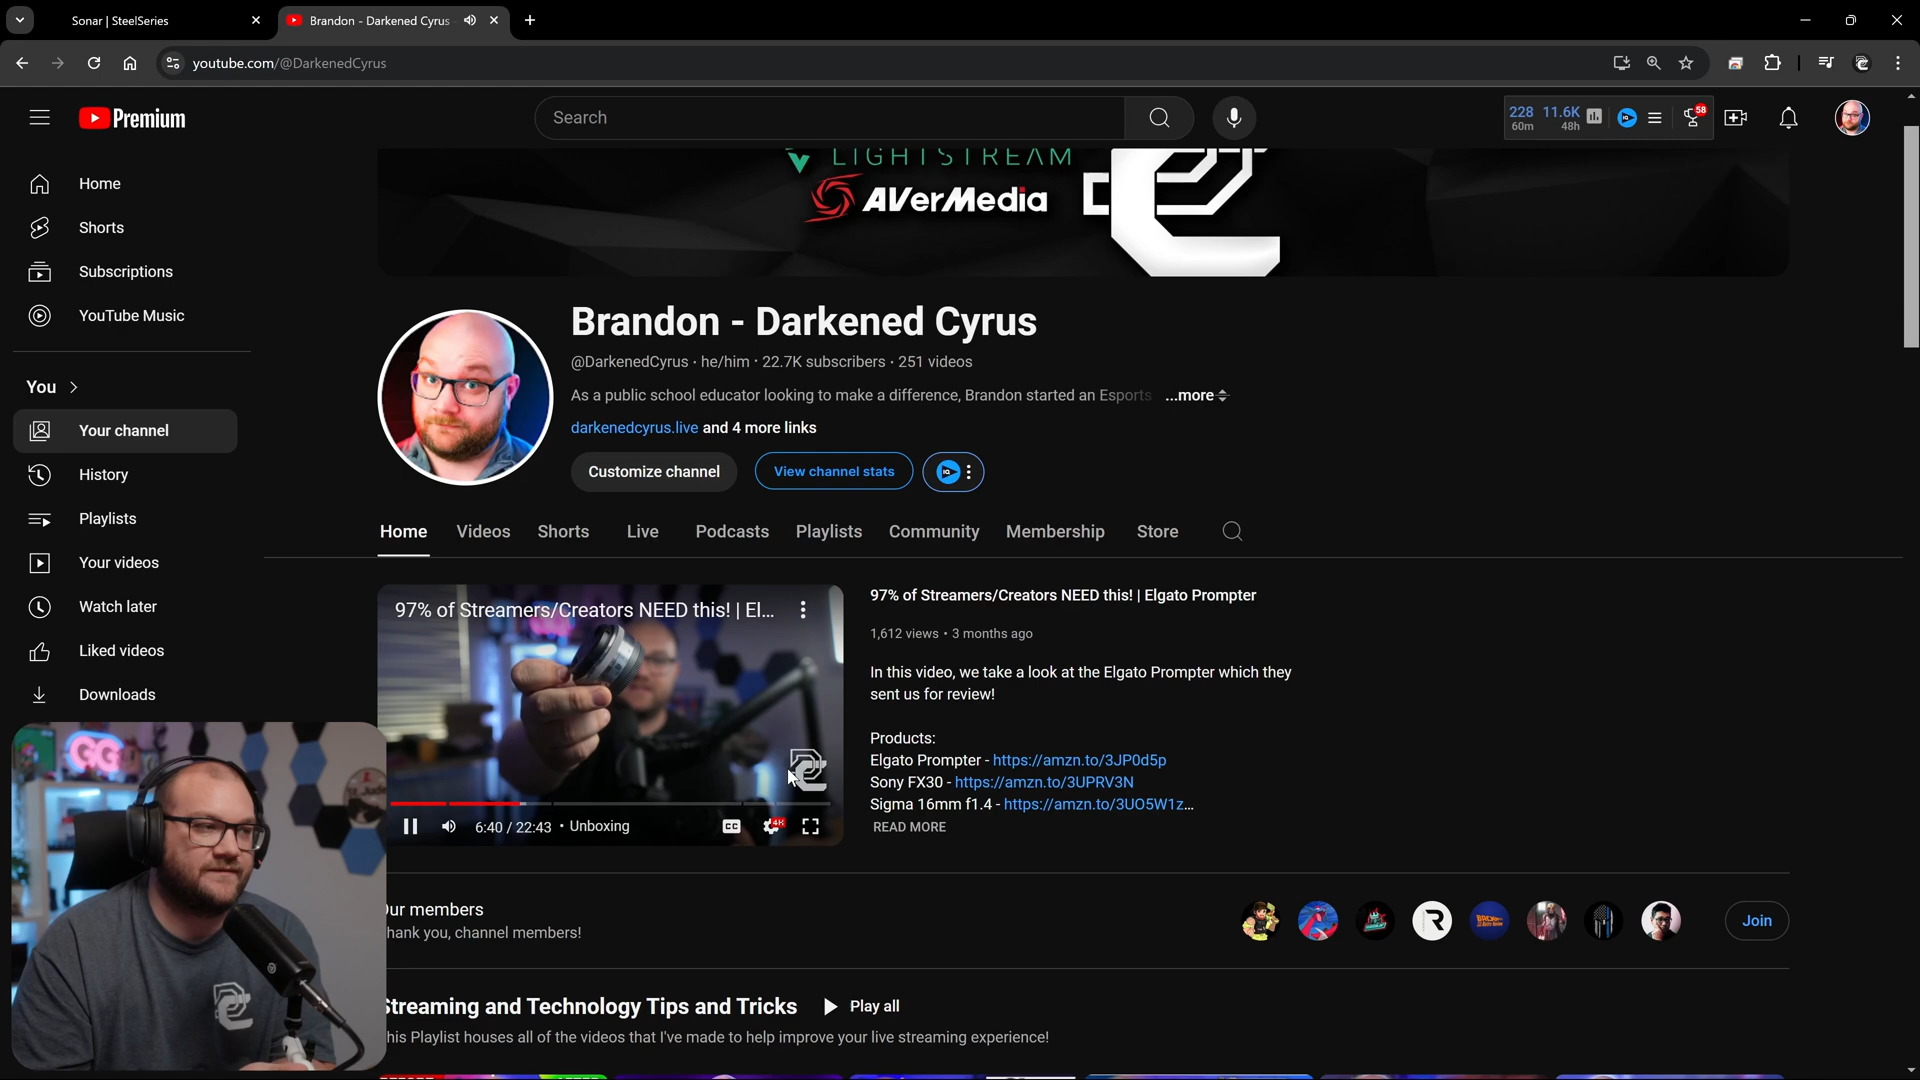 Sonar | SteelSeries
Brandon - Darkened Cyrus
youtube.com/@DarkenedCyrus
Premium
Search
228 11.6K
60m 48h
58
Home
Shorts
Subscriptions
YouTube Music
You
Your channel
History
Playlists
Your videos
Watch later
Liked videos
Downloads
LIGHTSTREAM
AVerMedia
Brandon - Darkened Cyrus
@DarkenedCyrus · he/him · 22.7K subscribers · 251 videos
As a public school educator looking to make a difference, Brandon started an Esports ...more
darkenedcyrus.live and 4 more links
Customize channel
View channel stats
IQ
Home Videos Shorts Live Podcasts Playlists Community Membership Store
97% of Streamers/Creators NEED this! | El...
6:40 / 22:43 • Unboxing
CC
4K
97% of Streamers/Creators NEED this! | Elgato Prompter
1,612 views • 3 months ago
In this video, we take a look at the Elgato Prompter which they
sent us for review!
Products:
Elgato Prompter - https://amzn.to/3JP0d5p
Sony FX30 - https://amzn.to/3UPRV3N
Sigma 16mm f1.4 - https://amzn.to/3UO5W1z...
READ MORE
GG
St. Jude
Our members
hank you, channel members!
R
Join
Streaming and Technology Tips and Tricks
Play all
his Playlist houses all of the videos that I've made to help improve your live streaming experience!